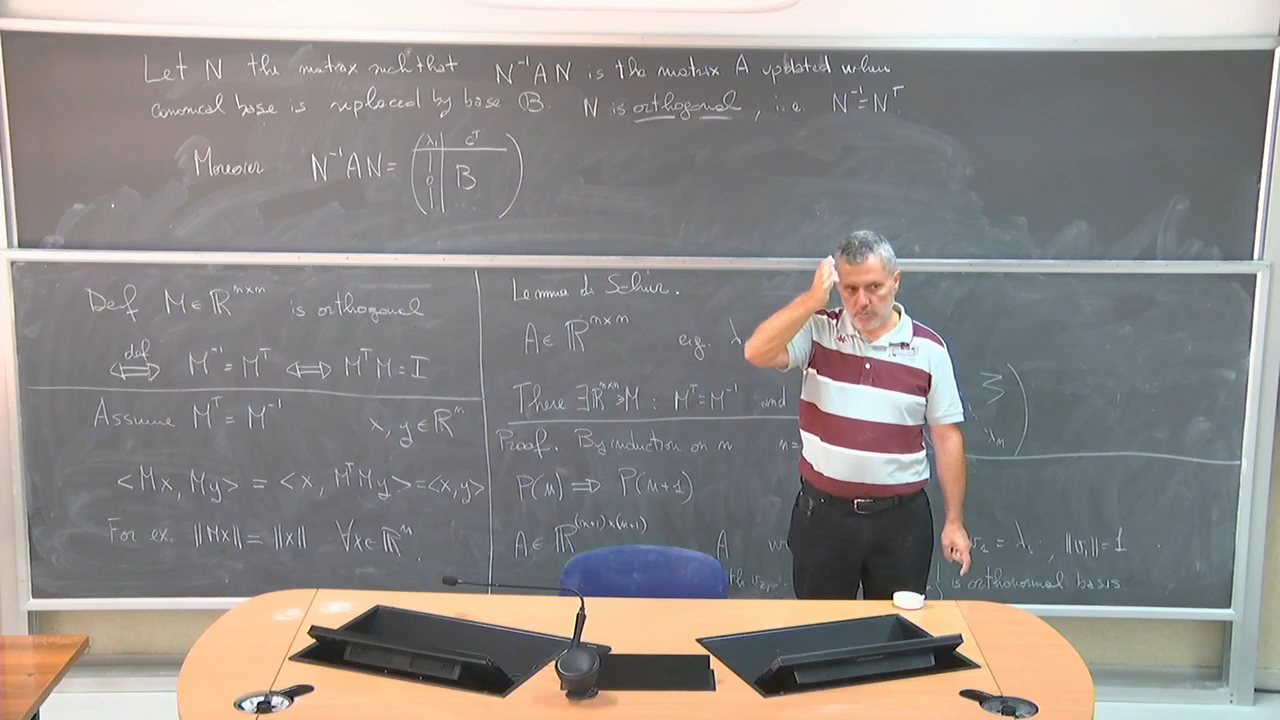 Let N the matrix such that N⁻¹AN is the matrix A updated when
canonical base is replaced by base B. N is orthogonal, i.e. N⁻¹=Nᵀ.
Moreover N⁻¹AN = ( λ₁ cᵀ
0 B )
Def M∈ℝⁿˣⁿ is orthogonal
⇔ def M⁻¹=Mᵀ ⇔ MᵀM=I
Assume Mᵀ=M⁻¹ x, y∈ℝⁿ
<Mx, My> = <x, MᵀMy>=<x,y>
For ex. ‖Mx‖=‖x‖ ∀x∈ℝⁿ.
Lemma di Schur.
A∈ℝⁿˣⁿ eig. λ
There ∃ℝⁿˣⁿ∋M : Mᵀ=M⁻¹ and
Proof. By induction on n n=
P(n) ⟹ P(n+1)
A∈ℝ⁽ⁿ⁺¹⁾ˣ⁽ⁿ⁺¹⁾ A ‖v₁‖=1
is orthonormal basis